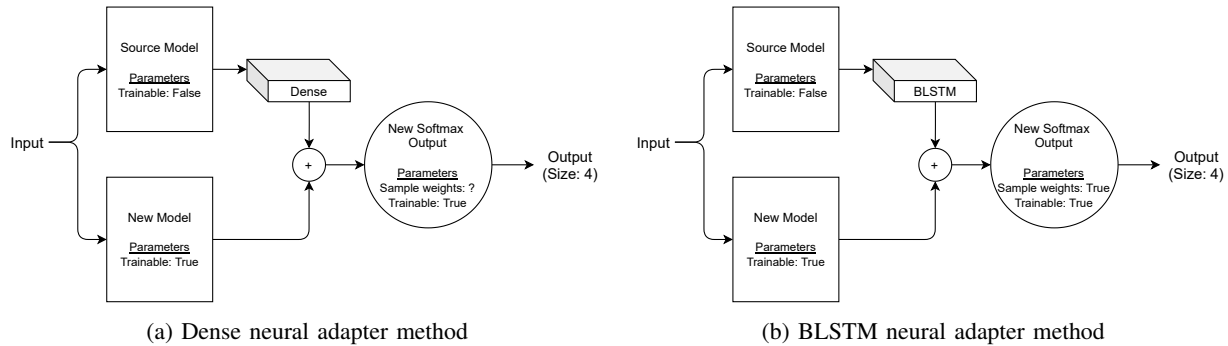 Source Model
Parameters
Trainable: False
Dense
Input
+
New Softmax
Output
Parameters
Sample weights: ?
Trainable: True
Output
(Size: 4)
New Model
Parameters
Trainable: True
(a) Dense neural adapter method
Source Model
Parameters
Trainable: False
BLSTM
Input
+
New Softmax
Output
Parameters
Sample weights: True
Trainable: True
Output
(Size: 4)
New Model
Parameters
Trainable: True
(b) BLSTM neural adapter method